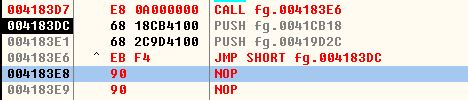 004183D7 E8 0A000000 CALL fg.004183E6
004183DC 68 18CB4100 PUSH fg.0041CB18
004183E1 68 2C9D4100 PUSH fg.00419D2C
004183E6 ^ EB F4 JMP SHORT fg.004183DC
004183E8 90 NOP
004183E9 90 NOP